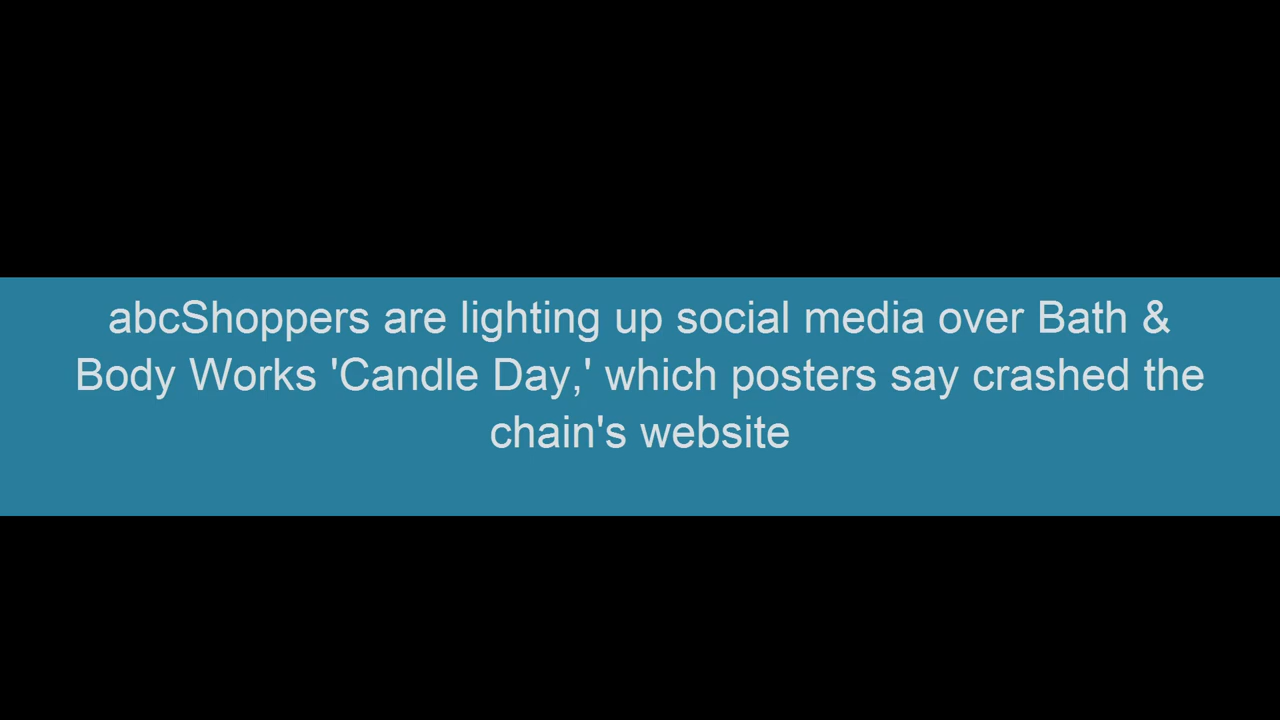 abcShoppers are lighting up social media over Bath &
Body Works 'Candle Day,' which posters say crashed the
chain's website